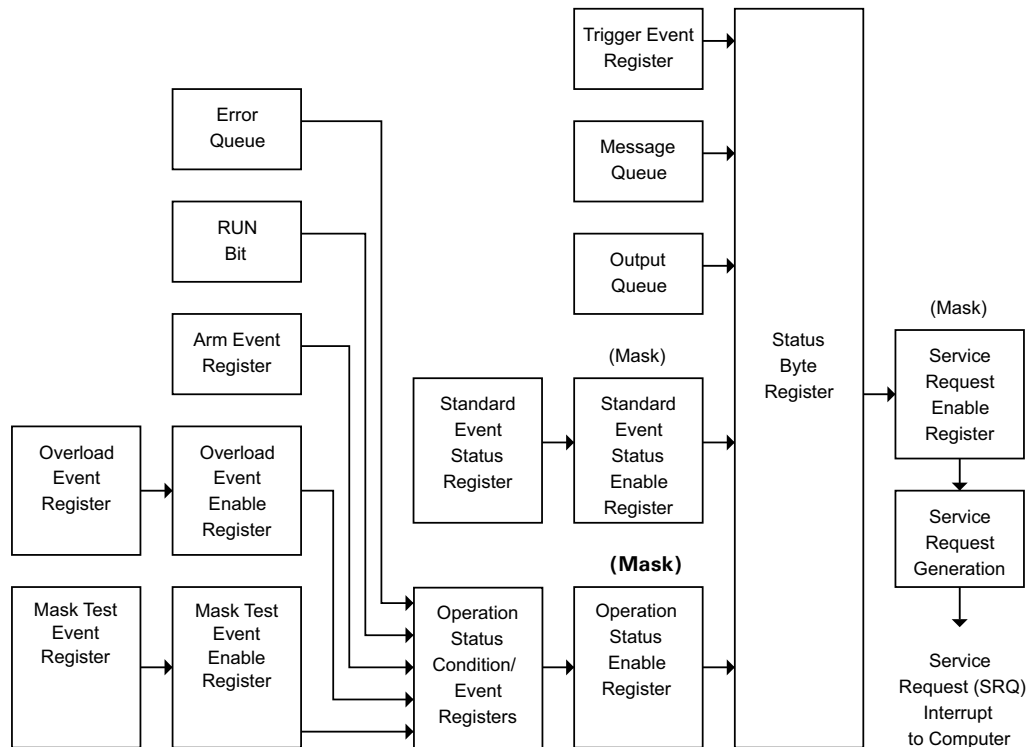 Trigger Event
Register
Error
Queue
Message
Queue
RUN
Bit
Output
Queue
Arm Event
Register
(Mask)
Status
Byte
Register
(Mask)
Service
Request
Enable
Register
Standard
Event
Status
Register
Standard
Event
Status
Enable
Register
Overload
Event
Register
Overload
Event
Enable
Register
Service
Request
Generation
(Mask)
Mask Test
Event
Register
Mask Test
Event
Enable
Register
Operation
Status
Condition/
Event
Registers
Operation
Status
Enable
Register
Service
Request (SRQ)
Interrupt
to Computer